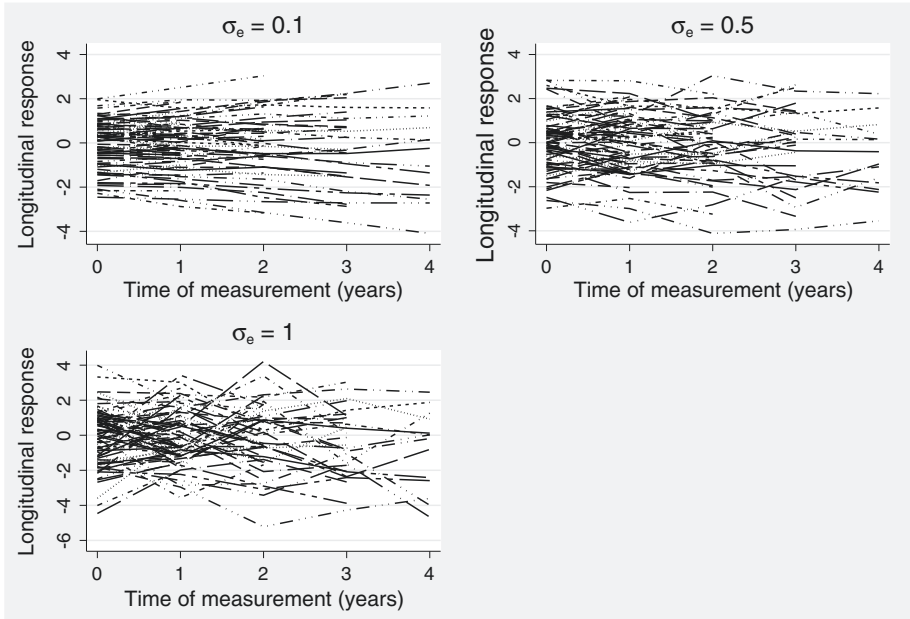 σe = 0.1
Longitudinal response
4
2
0
-2
-4
0 1 2 3 4
Time of measurement (years)
σe = 0.5
Longitudinal response
4
2
0
-2
-4
0 1 2 3 4
Time of measurement (years)
σe = 1
Longitudinal response
4
2
0
-2
-4
-6
0 1 2 3 4
Time of measurement (years)